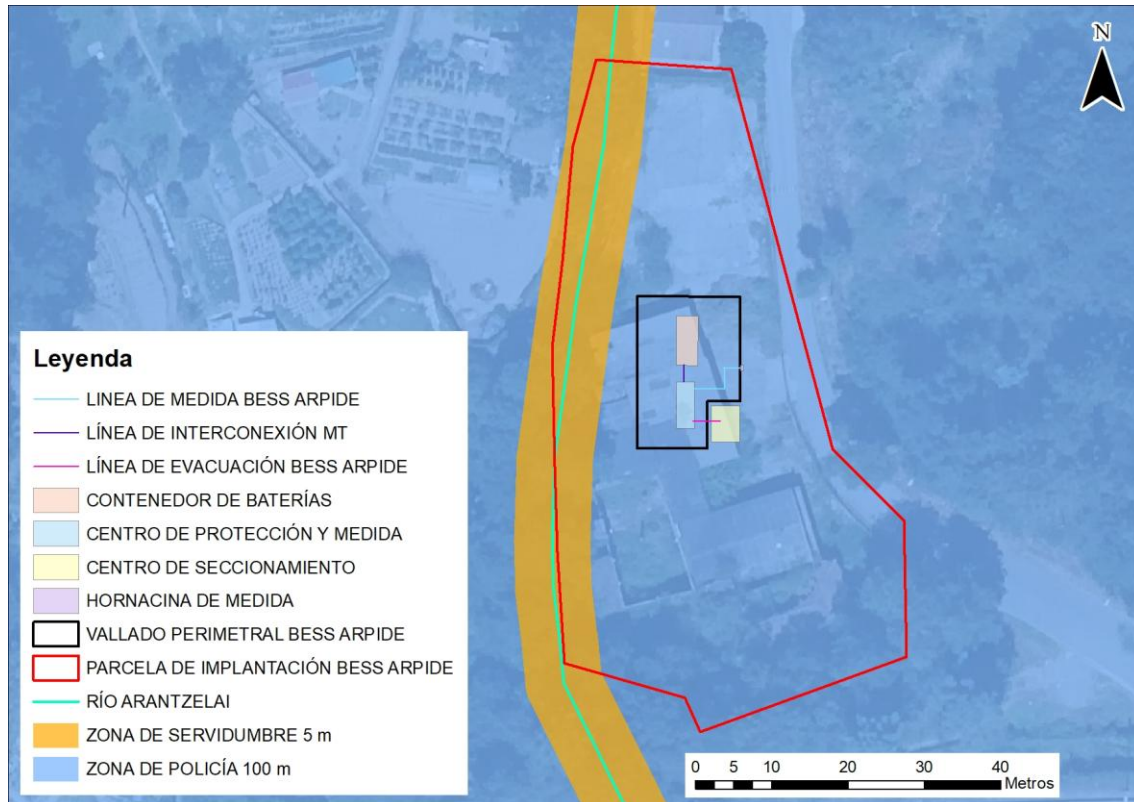 N
Leyenda
LINEA DE MEDIDA BESS ARPIDE
LÍNEA DE INTERCONEXIÓN MT
LÍNEA DE EVACUACIÓN BESS ARPIDE
CONTENEDOR DE BATERÍAS
CENTRO DE PROTECCIÓN Y MEDIDA
CENTRO DE SECCIONAMIENTO
HORNACINA DE MEDIDA
VALLADO PERIMETRAL BESS ARPIDE
PARCELA DE IMPLANTACIÓN BESS ARPIDE
RÍO ARANTZELAI
ZONA DE SERVIDUMBRE 5 m
ZONA DE POLICÍA 100 m
0 5 10 20 30 40
Metros